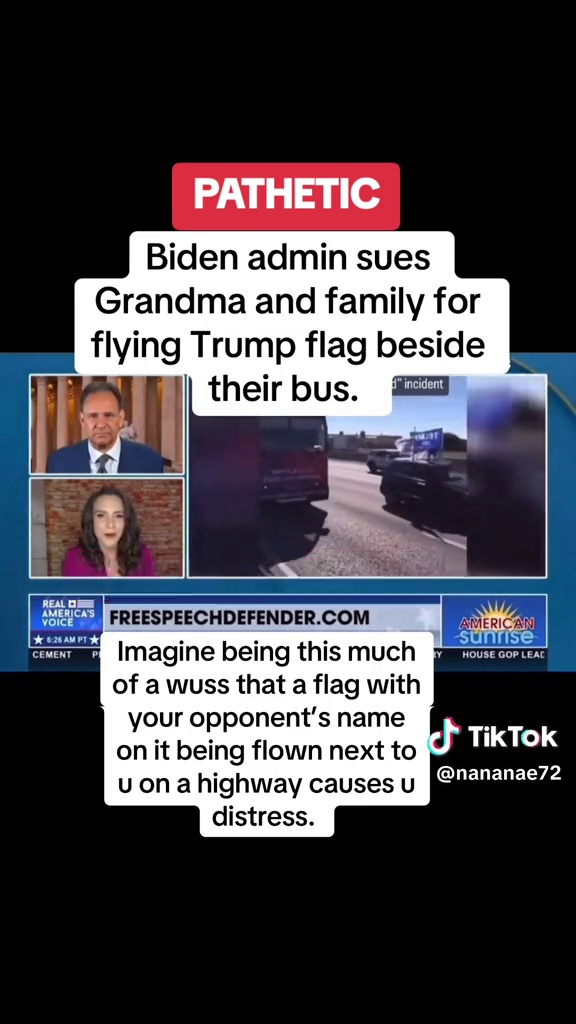 PATHETIC
Biden admin sues
Grandma and family for
flying Trump flag beside
their bus.
d" incident
REAL
AMERICA'S
VOICE
6:26 AM PT
FREESPEECHDEFENDER.COM
AMERICAN
sunrise
CEMENT
HOUSE GOP LEAD
Imagine being this much
of a wuss that a flag with
your opponent's name
on it being flown next to
u on a highway causes u
distress.
TikTok
@nananae72